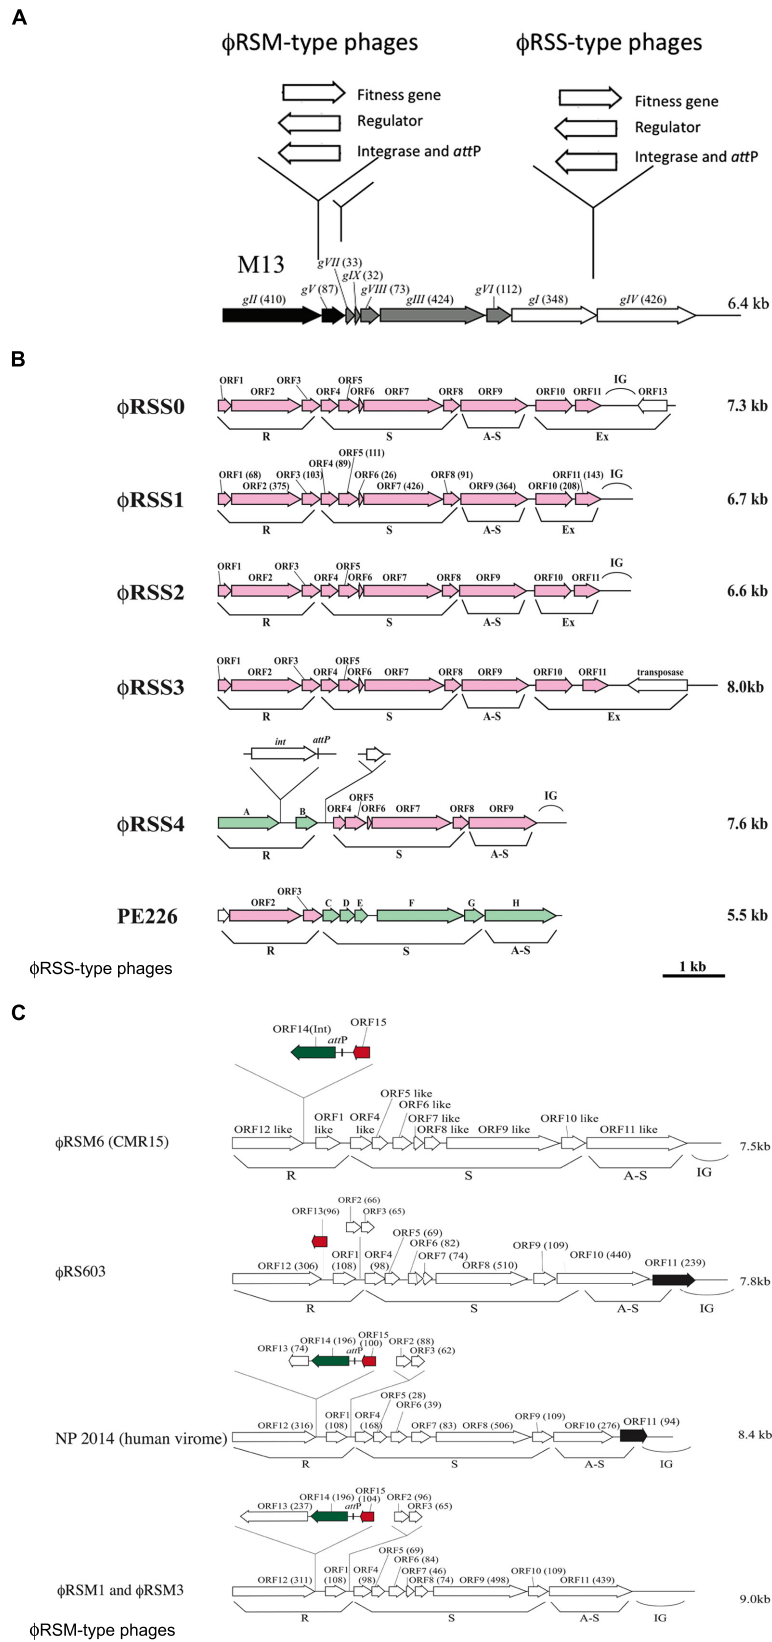 A
ϕRSM-type phages
ϕRSS-type phages
Fitness gene
Regulator
Integrase and attP
Fitness gene
Regulator
Integrase and attP
M13
gII (410)
gV (87)
gVII (33)
gIX (32)
gVIII (73)
gIII (424)
gVI (112)
gI (348)
gIV (426)
6.4 kb
B
ϕRSS0
ORF1
ORF2
ORF3
ORF4
ORF5
ORF6
ORF7
ORF8
ORF9
ORF10
ORF11
IG
ORF13
R
S
A-S
Ex
7.3 kb
ϕRSS1
ORF1 (68)
ORF2 (375)
ORF3 (103)
ORF4 (89)
ORF5 (111)
ORF6 (26)
ORF7 (426)
ORF8 (91)
ORF9 (364)
ORF10 (208)
ORF11 (143)
IG
R
S
A-S
Ex
6.7 kb
ϕRSS2
ORF1
ORF2
ORF3
ORF4
ORF5
ORF6
ORF7
ORF8
ORF9
ORF10
ORF11
IG
R
S
A-S
Ex
6.6 kb
ϕRSS3
ORF1
ORF2
ORF3
ORF4
ORF5
ORF6
ORF7
ORF8
ORF9
ORF10
ORF11
transposase
R
S
A-S
Ex
8.0kb
int
attP
ϕRSS4
A
B
ORF4
ORF5
ORF6
ORF7
ORF8
ORF9
IG
R
S
A-S
7.6 kb
PE226
ORF2
ORF3
C
D
E
F
G
H
R
S
A-S
5.5 kb
ϕRSS-type phages
1 kb
C
ORF14(Int)
attP
ORF15
ϕRSM6 (CMR15)
ORF12 like
ORF1 like
ORF4 like
ORF5 like
ORF6 like
ORF7 like
ORF8 like
ORF9 like
ORF10 like
ORF11 like
R
S
A-S
IG
7.5kb
ORF13(96)
ORF2 (66)
ORF3 (65)
ϕRS603
ORF12 (306)
ORF1 (108)
ORF4 (98)
ORF5 (69)
ORF6 (82)
ORF7 (74)
ORF8 (510)
ORF9 (109)
ORF10 (440)
ORF11 (239)
R
S
A-S
IG
7.8kb
ORF13 (74)
ORF14 (196)
attP
ORF15 (100)
ORF2 (88)
ORF3 (62)
NP 2014 (human virome)
ORF12 (316)
ORF1 (108)
ORF4 (168)
ORF5 (28)
ORF6 (39)
ORF7 (83)
ORF8 (506)
ORF9 (109)
ORF10 (276)
ORF11 (94)
R
S
A-S
IG
8.4 kb
ORF13 (237)
ORF14 (196)
attP
ORF15 (104)
ORF2 (96)
ORF3 (65)
ϕRSM1 and ϕRSM3
ORF12 (311)
ORF1 (108)
ORF4 (98)
ORF5 (69)
ORF6 (84)
ORF7 (46)
ORF8 (74)
ORF9 (498)
ORF10 (109)
ORF11 (439)
R
S
A-S
IG
9.0kb
ϕRSM-type phages